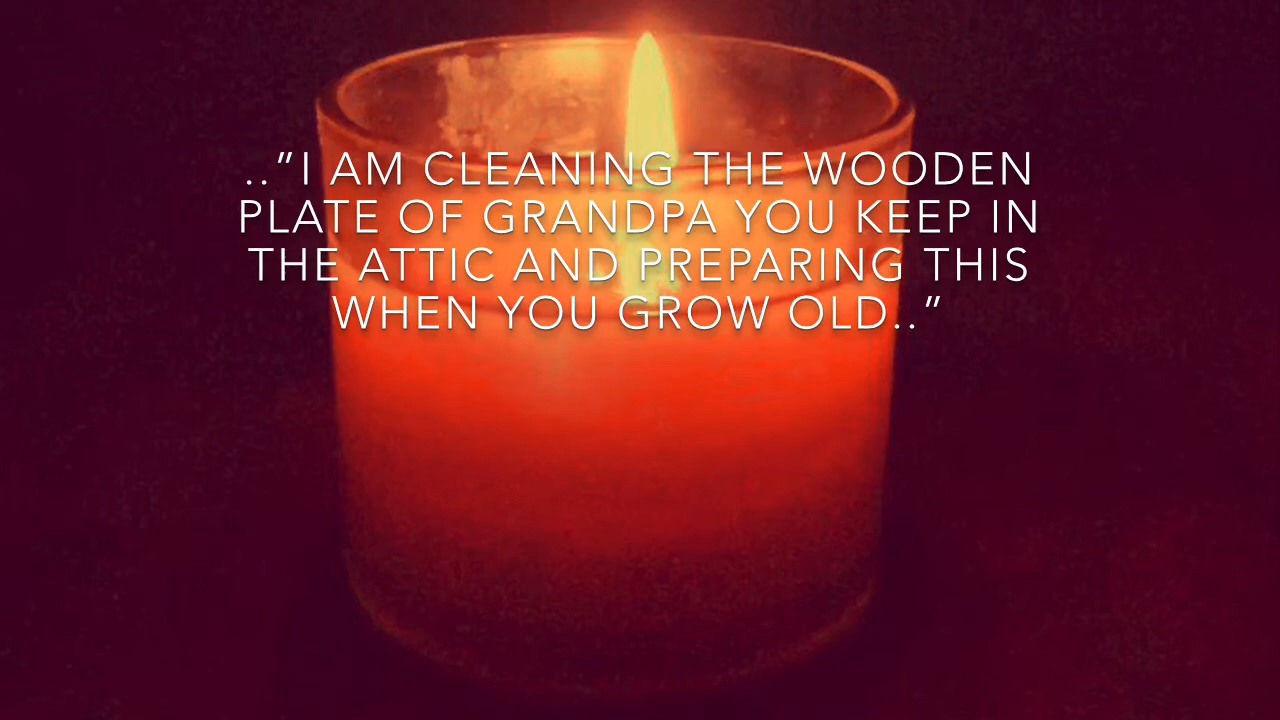 ..”I AM CLEANING THE WOODEN
PLATE OF GRANDPA YOU KEEP IN
THE ATTIC AND PREPARING THIS
WHEN YOU GROW OLD..”